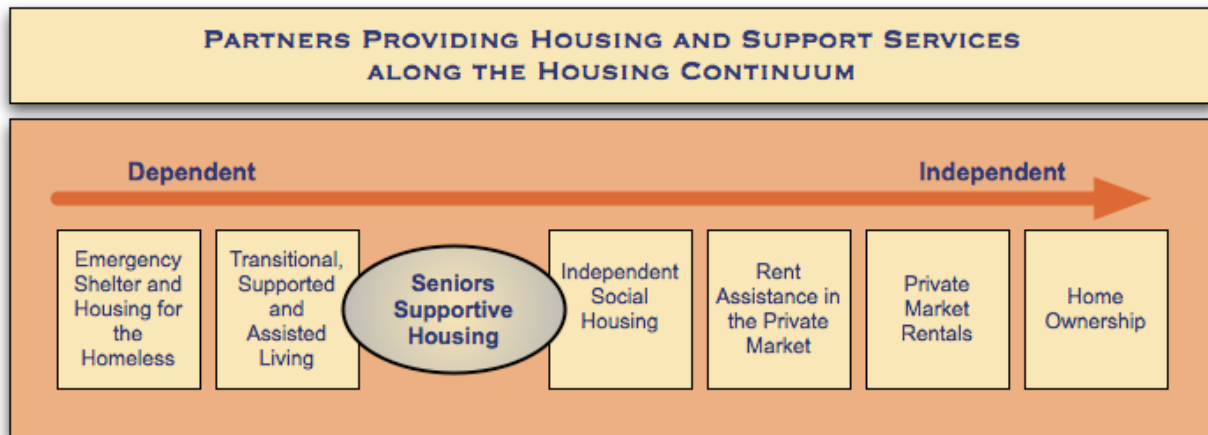 PARTNERS PROVIDING HOUSING AND SUPPORT SERVICES
ALONG THE HOUSING CONTINUUM
Dependent
Independent
Emergency
Shelter and
Housing for
the
Homeless
Transitional,
Supported
and
Assisted
Living
Seniors
Supportive
Housing
Independent
Social
Housing
Rent
Assistance in
the Private
Market
Private
Market
Rentals
Home
Ownership